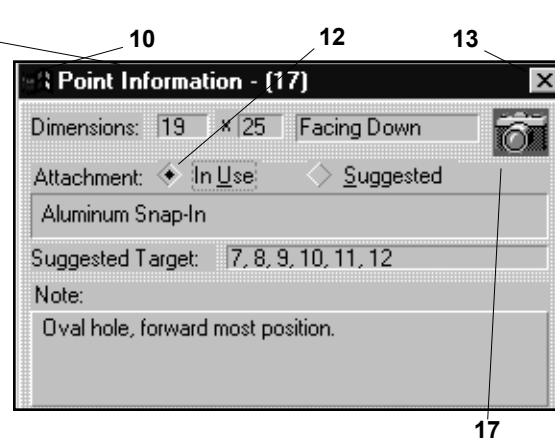 10 12 13
Point Information - (17)
Dimensions: 19 × 25 Facing Down
Attachment: In Use Suggested
Aluminum Snap-In
Suggested Target: 7, 8, 9, 10, 11, 12
Note:
Oval hole, forward most position.
17